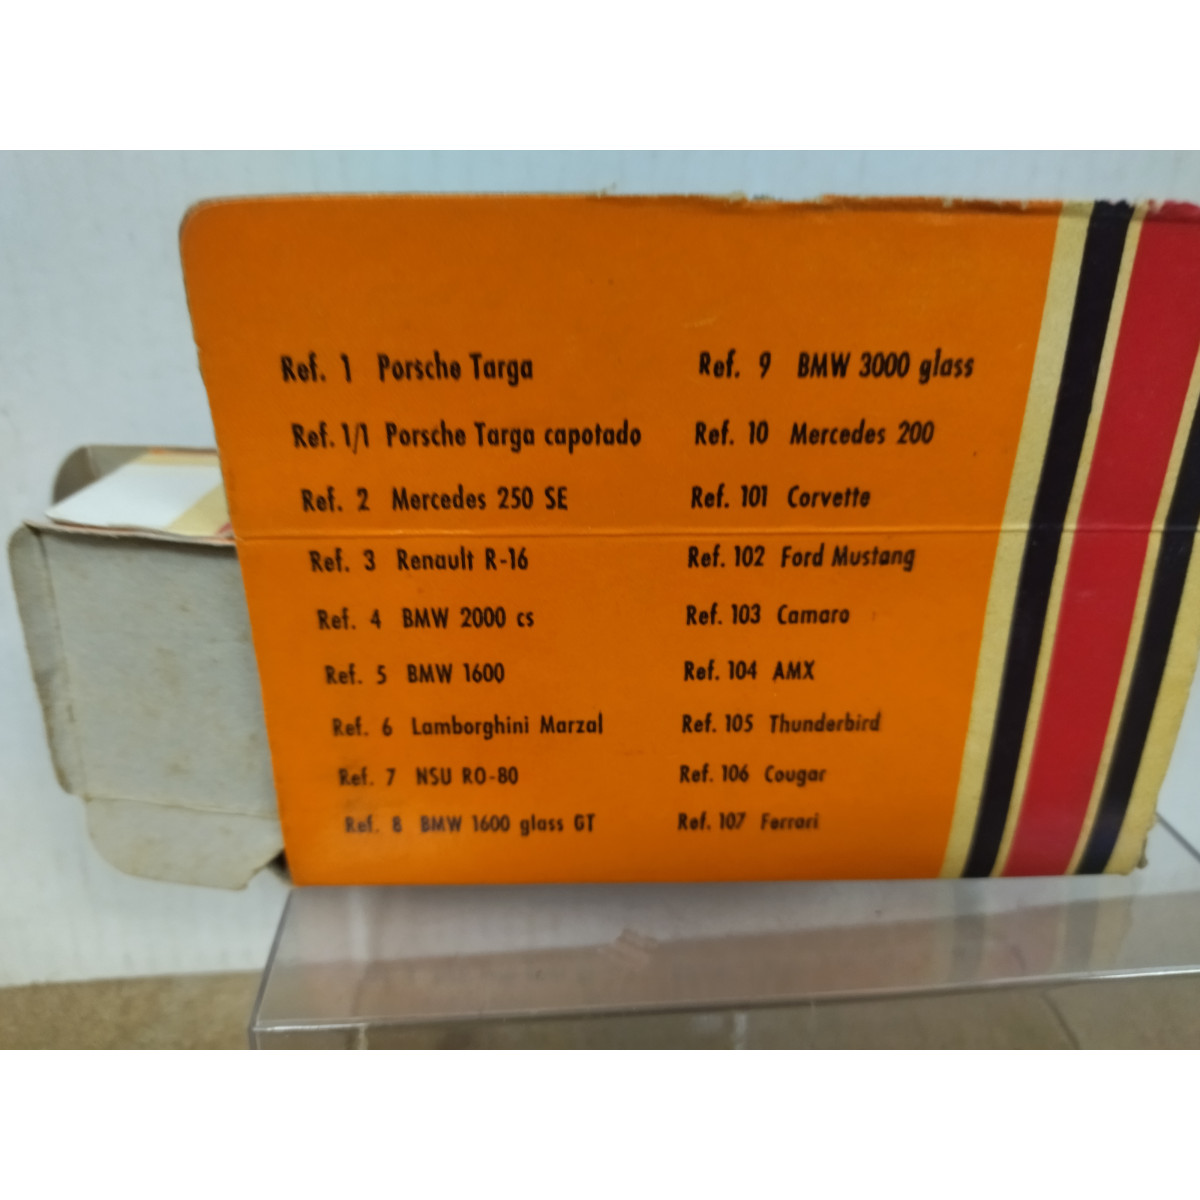 Ref. 1 Porsche Targa
Ref. 1/1 Porsche Targa capotado
Ref. 2 Mercedes 250 SE
Ref. 3 Renault R-16
Ref. 4 BMW 2000 cs
Ref. 5 BMW 1600
Ref. 6 Lamborghini Marzal
Ref. 7 NSU RO-80
Ref. 8 BMW 1600 glass GT
Ref. 9 BMW 3000 glass
Ref. 10 Mercedes 200
Ref. 101 Corvette
Ref. 102 Ford Mustang
Ref. 103 Camaro
Ref. 104 AMX
Ref. 105 Thunderbird
Ref. 106 Cougar
Ref. 107 Ferrari